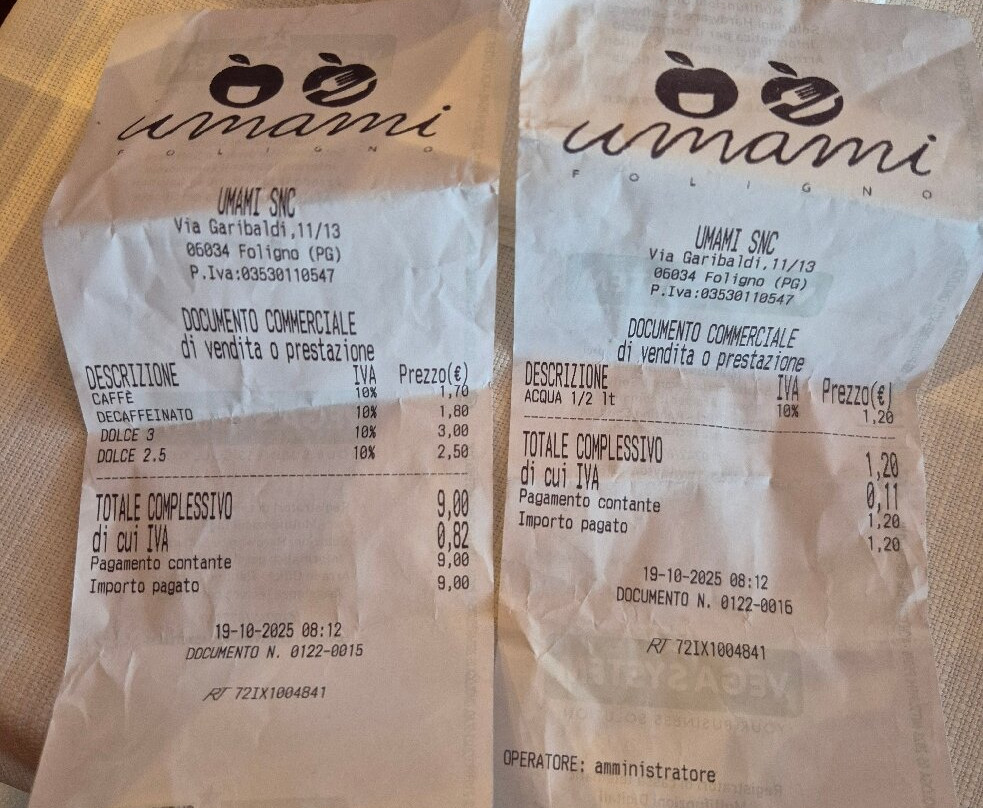 umami
FOLIGNO
UMAMI SNC
Via Garibaldi,11/13
06034 Foligno (PG)
P.Iva:03530110547
DOCUMENTO COMMERCIALE
di vendita o prestazione
DESCRIZIONE IVA Prezzo(€)
CAFFÈ 10% 1,70
DECAFFEINATO 10% 1,80
DOLCE 3 10% 3,00
DOLCE 2.5 10% 2,50
TOTALE COMPLESSIVO 9,00
di cui IVA 0,82
Pagamento contante 9,00
Importo pagato 9,00
19-10-2025 08:12
DOCUMENTO N. 0122-0015
RT 72IX1004841
umami
FOLIGNO
UMAMI SNC
Via Garibaldi,11/13
06034 Foligno (PG)
P.Iva:03530110547
DOCUMENTO COMMERCIALE
di vendita o prestazione
DESCRIZIONE IVA Prezzo(€)
ACQUA 1/2 lt 10% 1,20
TOTALE COMPLESSIVO 1,20
di cui IVA 0,11
Pagamento contante 1,20
Importo pagato 1,20
19-10-2025 08:12
DOCUMENTO N. 0122-0016
RT 72IX1004841
VEGASYSTEM
YOUR BUSINESS SOLUTION
OPERATORE: amministratore